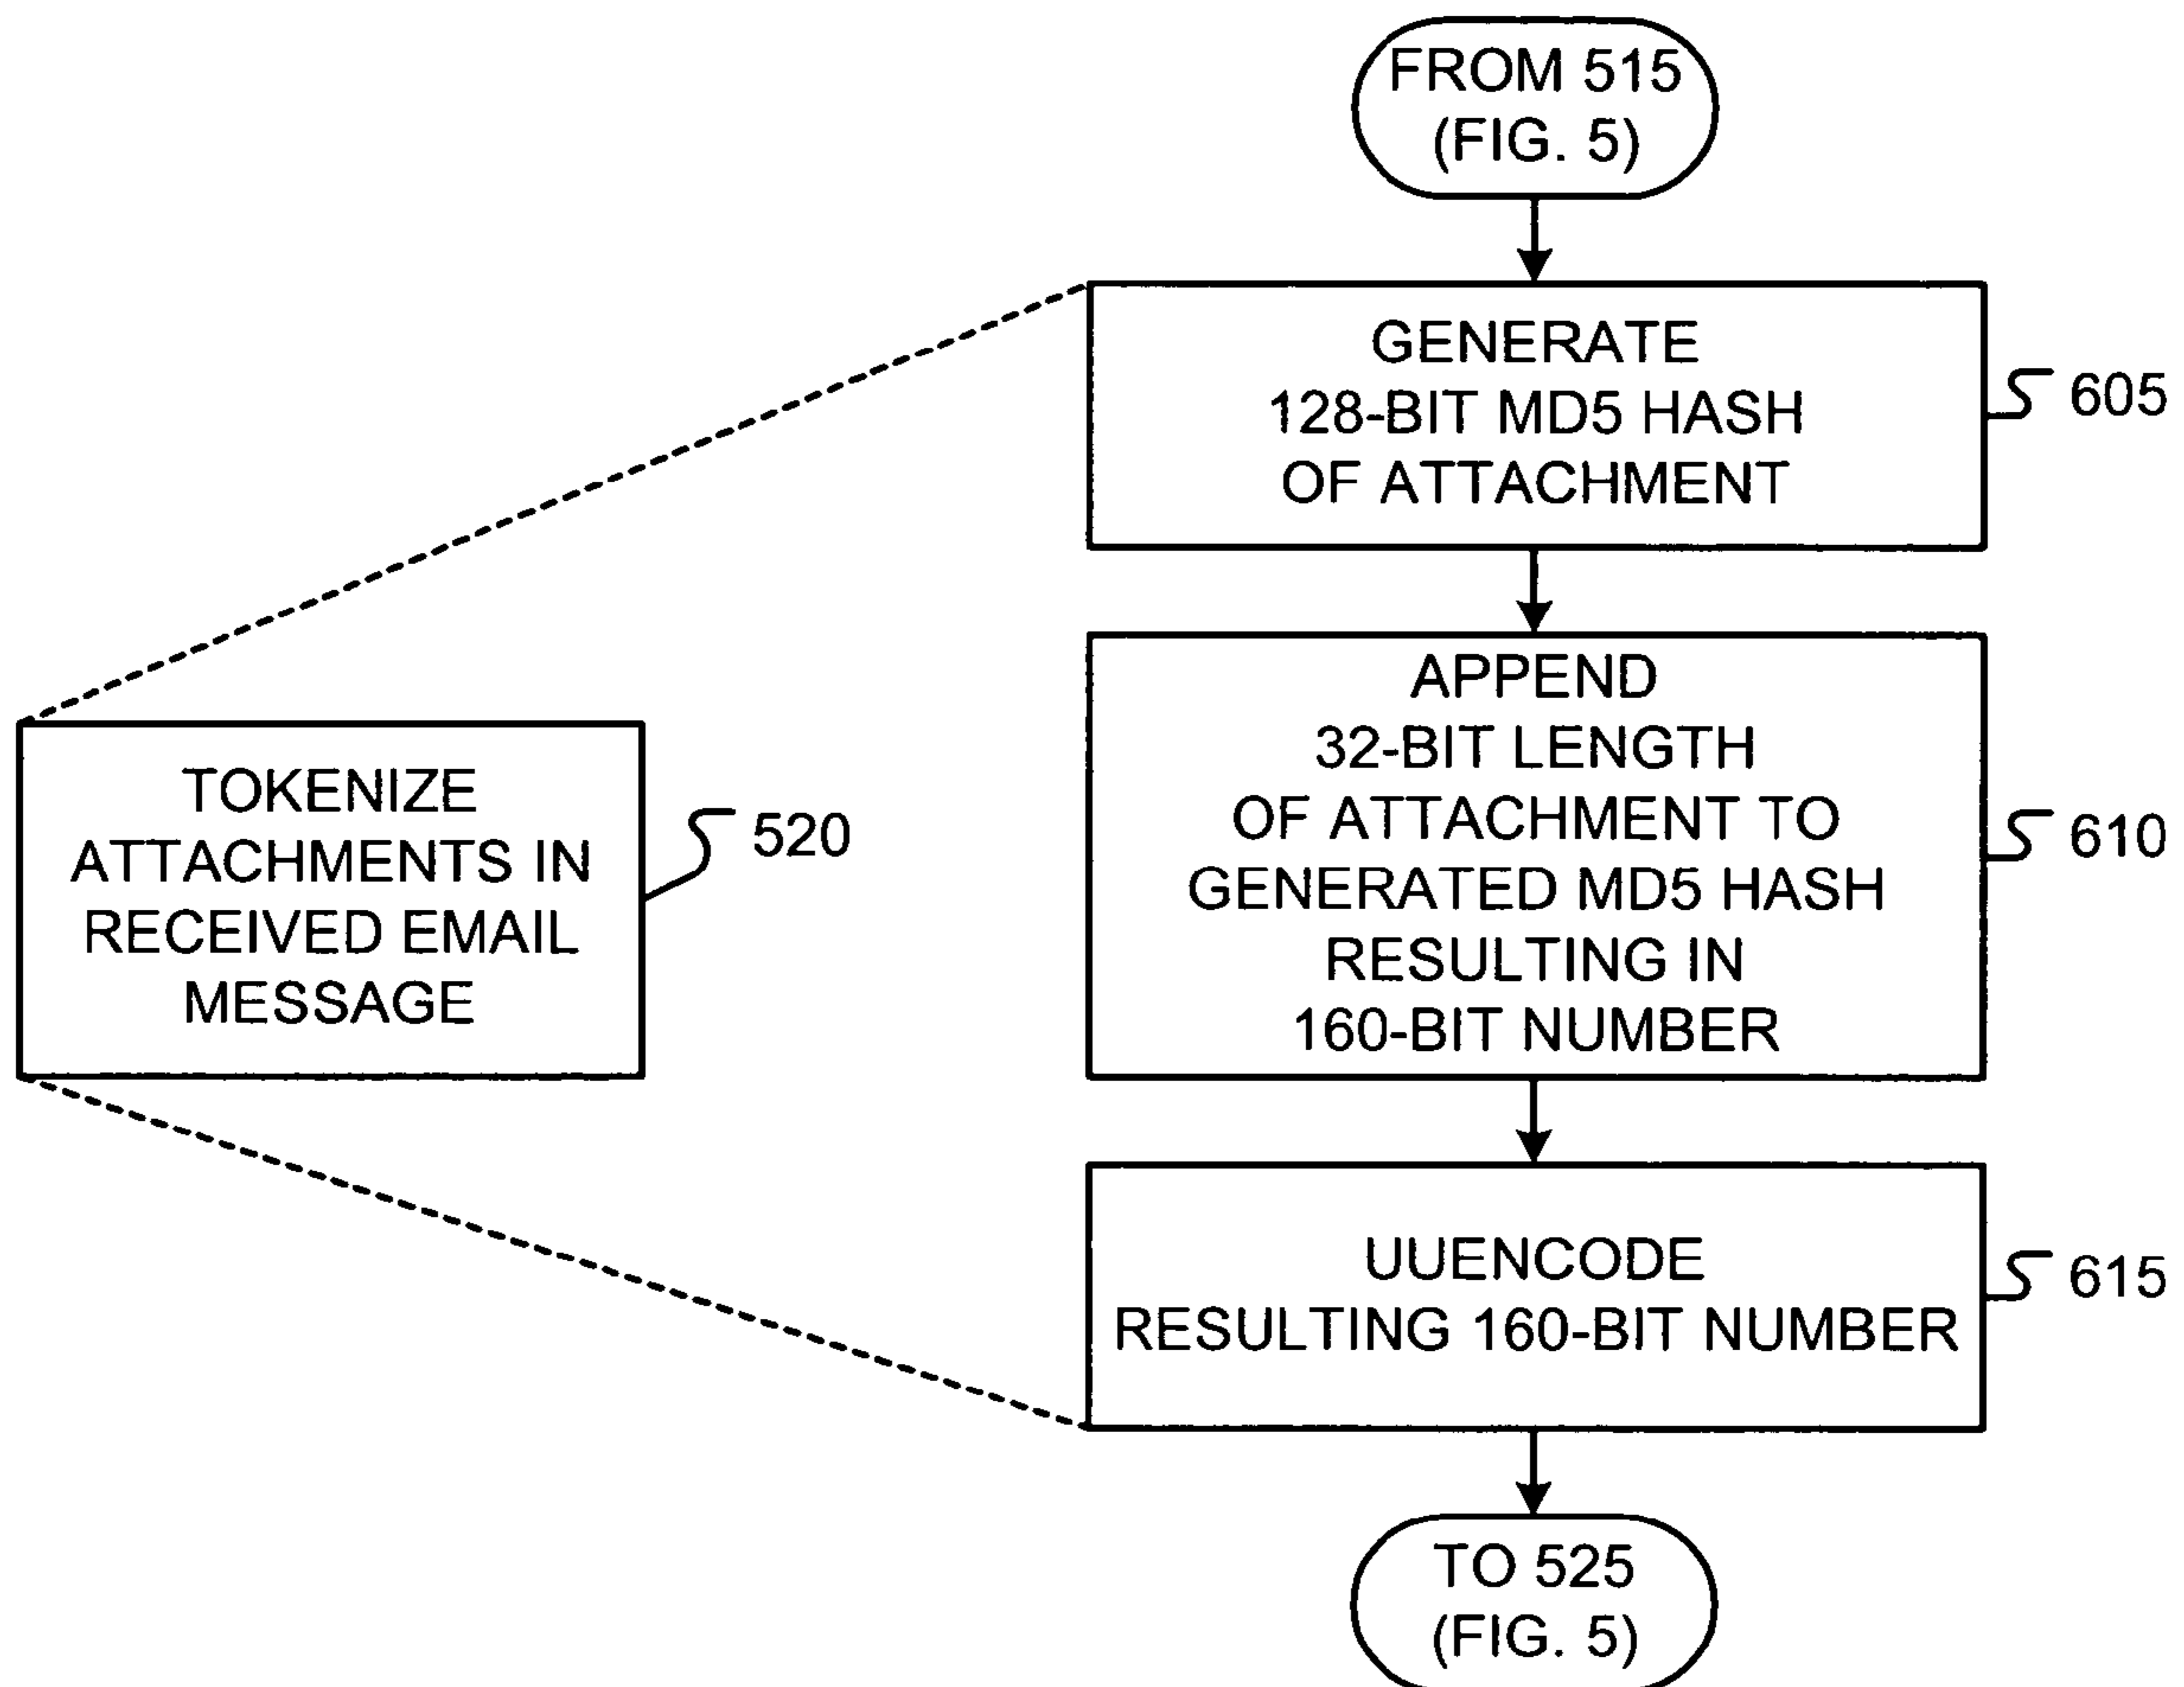 FROM 515
(FIG. 5)
GENERATE
128-BIT MD5 HASH
OF ATTACHMENT
605
APPEND
32-BIT LENGTH
OF ATTACHMENT TO
GENERATED MD5 HASH
RESULTING IN
160-BIT NUMBER
610
TOKENIZE
ATTACHMENTS IN
RECEIVED EMAIL
MESSAGE
520
UUENCODE
RESULTING 160-BIT NUMBER
615
TO 525
(FIG. 5)